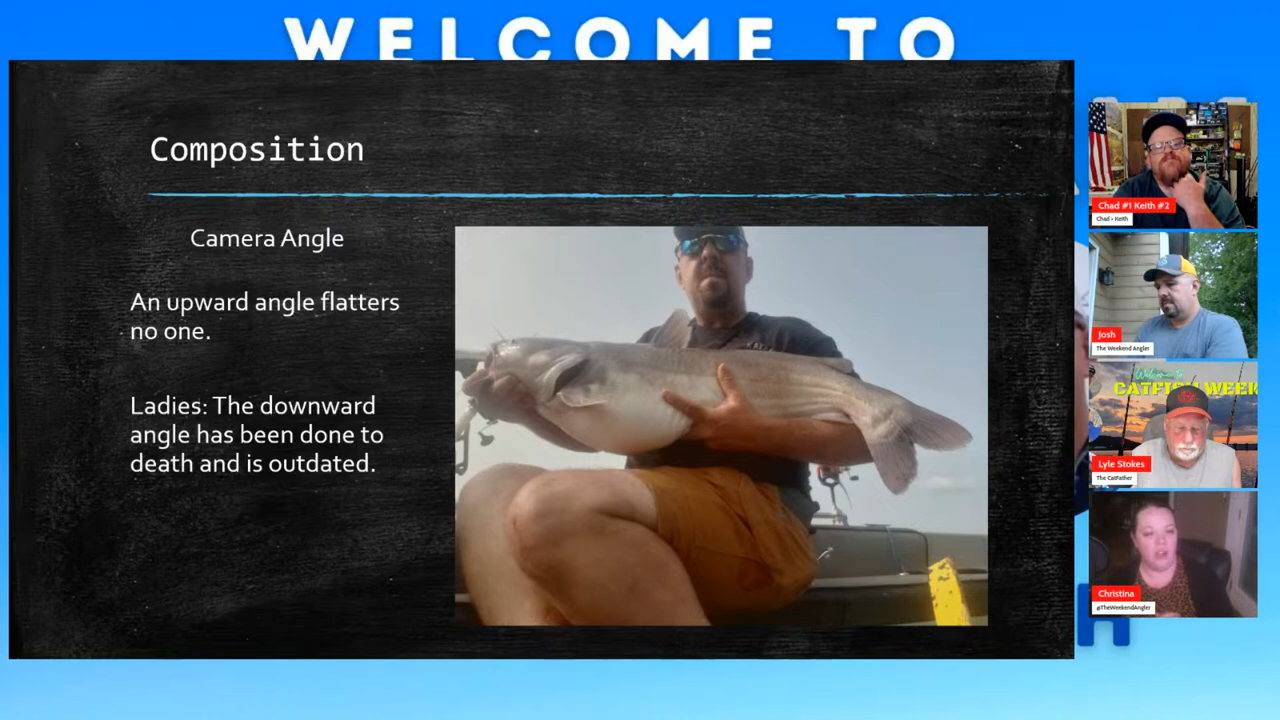 WELCOME TO
Composition
Camera Angle
An upward angle flatters
no one.
Ladies: The downward
angle has been done to
death and is outdated.
Chad #1 Keith #2
Chad > Keith
Josh
The Weekend Angler
Welcome to
CATFISH WEEK
Lyle Stokes
The CatFather
Christina
@TheWeekendAngler
H